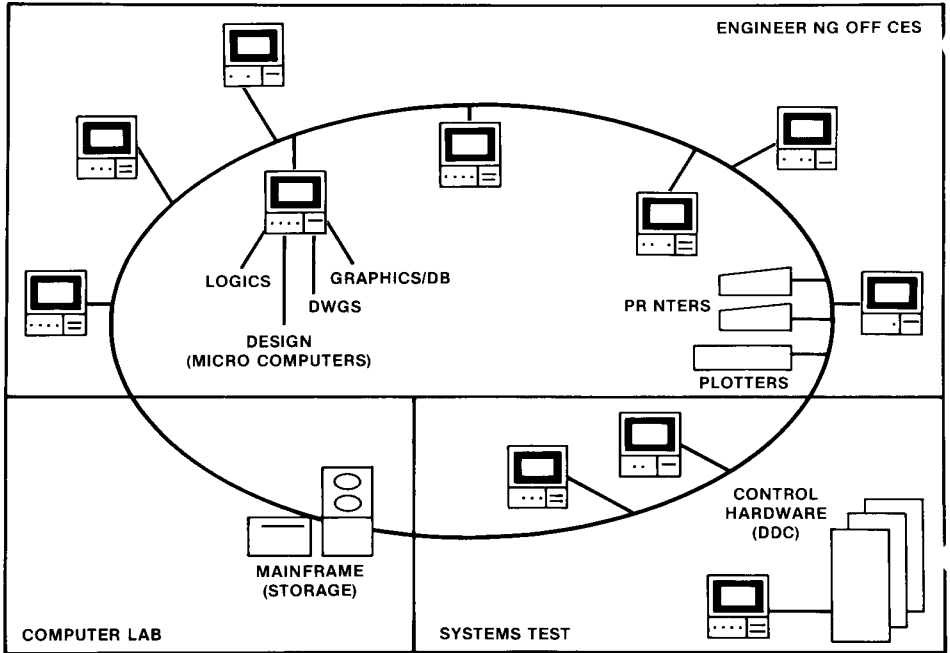 ENGINEER NG OFF CES
LOGICS
GRAPHICS/DB
DWGS
DESIGN
(MICRO COMPUTERS)
PR NTERS
PLOTTERS
CONTROL
HARDWARE
(DDC)
MAINFRAME
(STORAGE)
COMPUTER LAB
SYSTEMS TEST